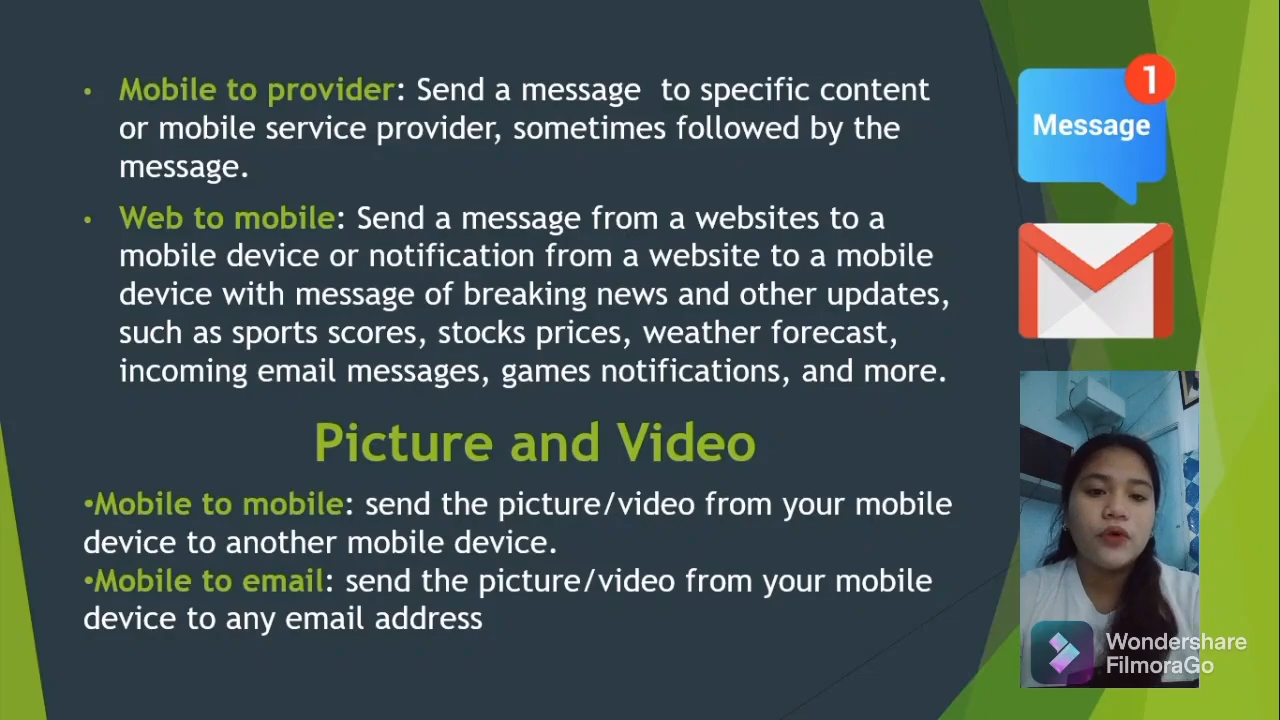 • Mobile to provider: Send a message  to specific content
or mobile service provider, sometimes followed by the
message.
• Web to mobile: Send a message from a websites to a
mobile device or notification from a website to a mobile
device with message of breaking news and other updates,
such as sports scores, stocks prices, weather forecast,
incoming email messages, games notifications, and more.
Picture and Video
•Mobile to mobile: send the picture/video from your mobile
device to another mobile device.
•Mobile to email: send the picture/video from your mobile
device to any email address
1
Message
Wondershare
FilmoraGo